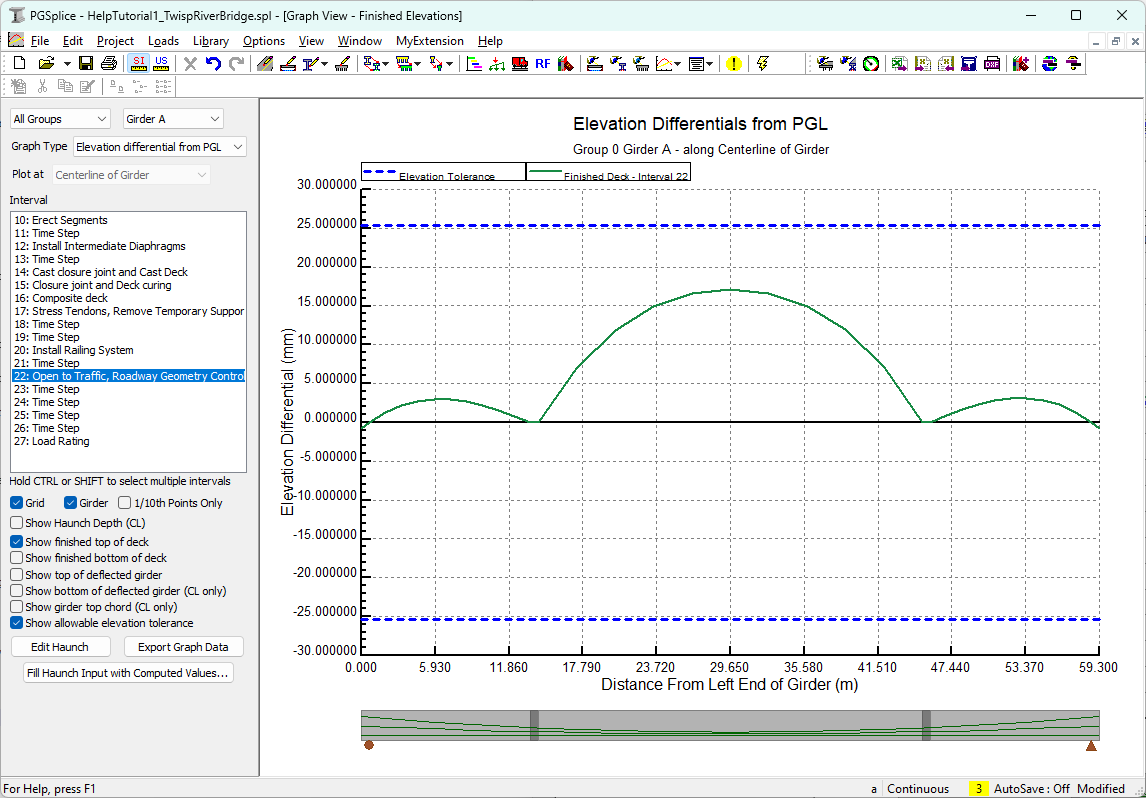 PGSplice - HelpTutorial1_TwispRiverBridge.spl - [Graph View - Finished Elevations]
File Edit Project Loads Library Options View Window MyExtension Help
SI US RF DXF
All Groups Girder A
Graph Type Elevation differential from PGL
Plot at Centerline of Girder
Interval
10: Erect Segments
11: Time Step
12: Install Intermediate Diaphragms
13: Time Step
14: Cast closure joint and Cast Deck
15: Closure joint and Deck curing
16: Composite deck
17: Stress Tendons, Remove Temporary Suppor
18: Time Step
19: Time Step
20: Install Railing System
21: Time Step
22: Open to Traffic, Roadway Geometry Control
23: Time Step
24: Time Step
25: Time Step
26: Time Step
27: Load Rating
Hold CTRL or SHIFT to select multiple intervals
Grid Girder 1/10th Points Only
Show Haunch Depth (CL)
Show finished top of deck
Show finished bottom of deck
Show top of deflected girder
Show bottom of deflected girder (CL only)
Show girder top chord (CL only)
Show allowable elevation tolerance
Edit Haunch Export Graph Data
Fill Haunch Input with Computed Values...
Elevation Differentials from PGL
Group 0 Girder A - along Centerline of Girder
Elevation Tolerance Finished Deck - Interval 22
30.000000
25.000000
20.000000
15.000000
10.000000
5.000000
0.000000
-5.000000
-10.000000
-15.000000
-20.000000
-25.000000
-30.000000
Elevation Differential (mm)
0.000 5.930 11.860 17.790 23.720 29.650 35.580 41.510 47.440 53.370 59.300
Distance From Left End of Girder (m)
For Help, press F1 a Continuous 3 AutoSave : Off Modified